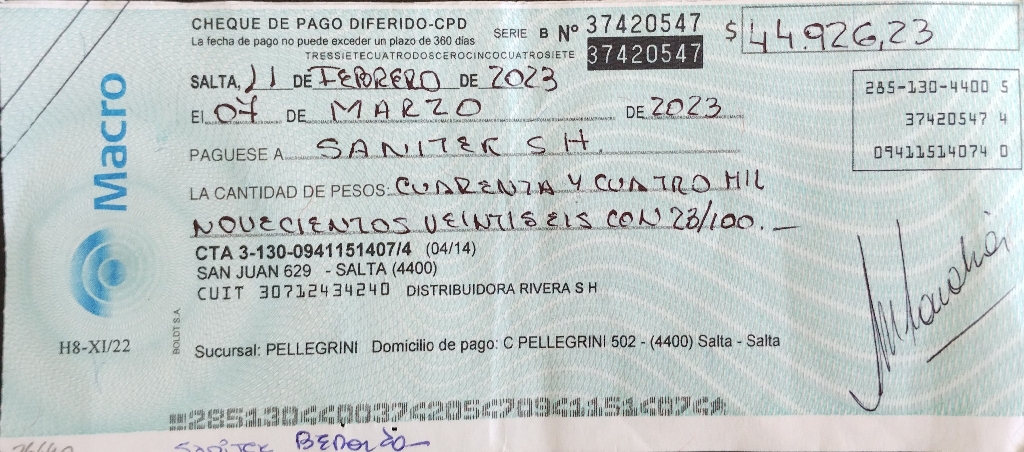 CHEQUE DE PAGO DIFERIDO-CPD SERIE B Nº 37420547 $ 44.926,23
La fecha de pago no puede exceder un plazo de 360 días
TRESSIETECUATRODOSCEROCINCOCUATROSIETE 37420547
SALTA, 11 DE FEBRERO DE 2023
285-130-4400 5
EL 07 DE MARZO DE 2023
37420547 4
PAGUESE A SANITEK S H.
09411514074 0
LA CANTIDAD DE PESOS: CUARENTA Y CUATRO MIL
NOVECIENTOS VEINTISEIS CON 23/100.—
Macro
CTA 3-130-0941151407/4 (04/14)
SAN JUAN 629 - SALTA (4400)
CUIT 30712434240 DISTRIBUIDORA RIVERA S H
BOLDT S.A.
H8-XI/22
Sucursal: PELLEGRINI Domicilio de pago: C PELLEGRINI 502 - (4400) Salta - Salta